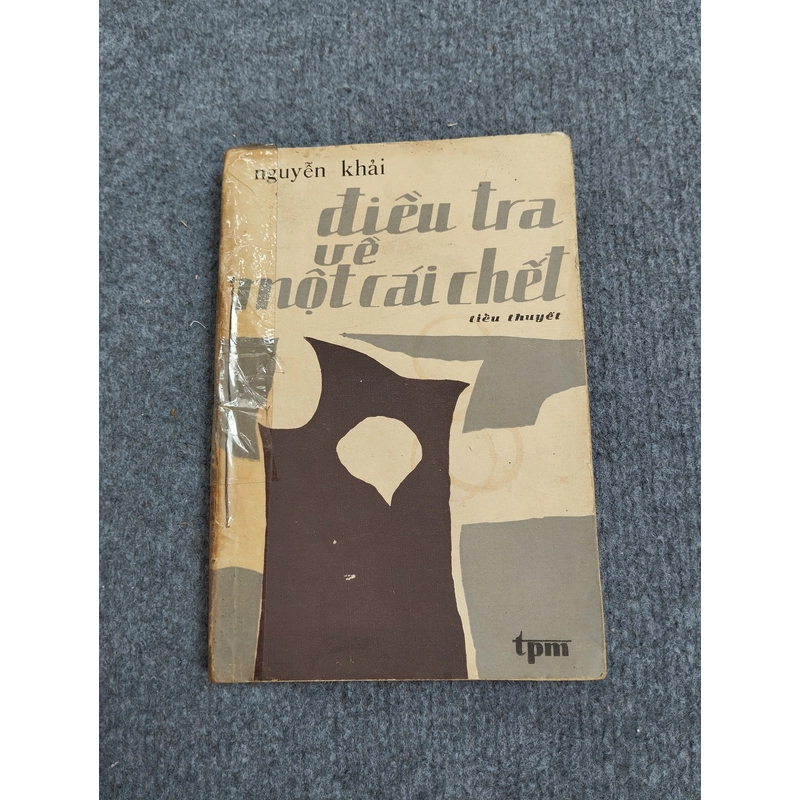 nguyễn khải
điều tra
về
một cái chết
tiểu thuyết
tpm